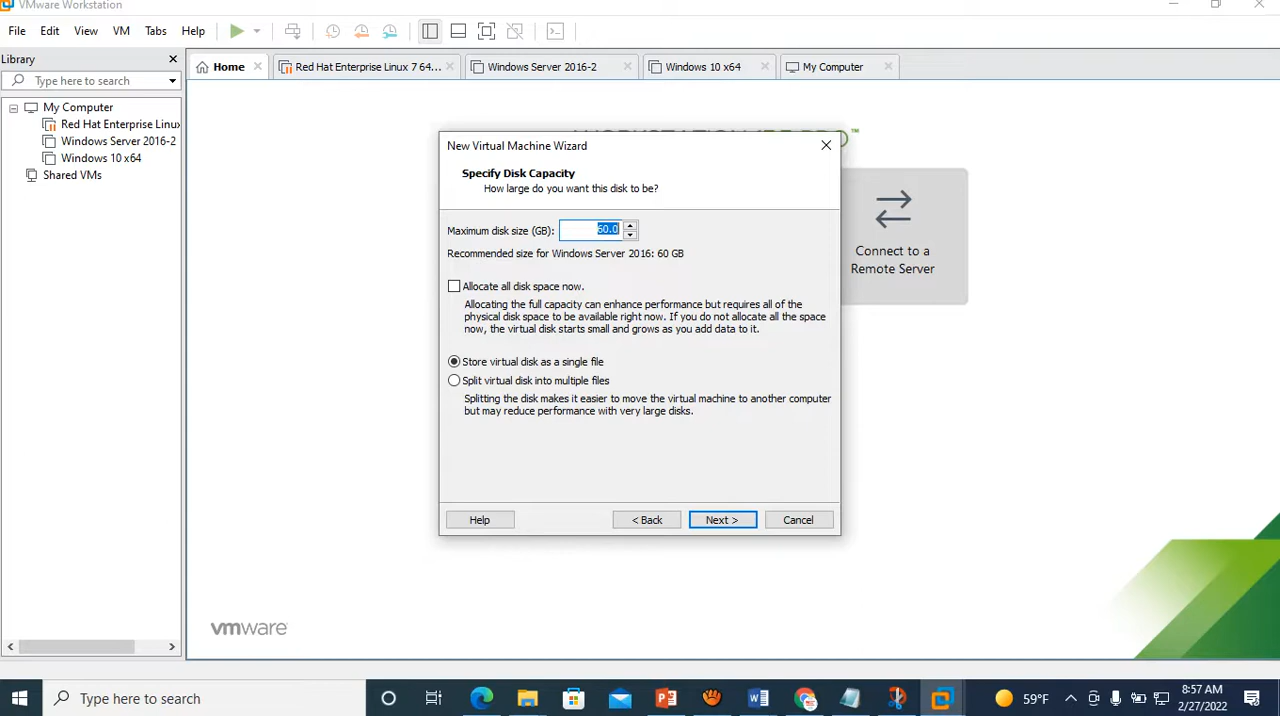 VMware Workstation
File Edit View VM Tabs Help
Library
Home
Red Hat Enterprise Linux 7 64...
Windows Server 2016-2
Windows 10 x64
My Computer
Type here to search
My Computer
Red Hat Enterprise Linux
Windows Server 2016-2
Windows 10 x64
Shared VMs
New Virtual Machine Wizard
Specify Disk Capacity
How large do you want this disk to be?
Maximum disk size (GB): 60.0
Recommended size for Windows Server 2016: 60 GB
Allocate all disk space now.
Allocating the full capacity can enhance performance but requires all of the
physical disk space to be available right now. If you do not allocate all the space
now, the virtual disk starts small and grows as you add data to it.
Store virtual disk as a single file
Split virtual disk into multiple files
Splitting the disk makes it easier to move the virtual machine to another computer
but may reduce performance with very large disks.
Help < Back Next > Cancel
Connect to a
Remote Server
vmware
Type here to search
59°F
8:57 AM
2/27/2022